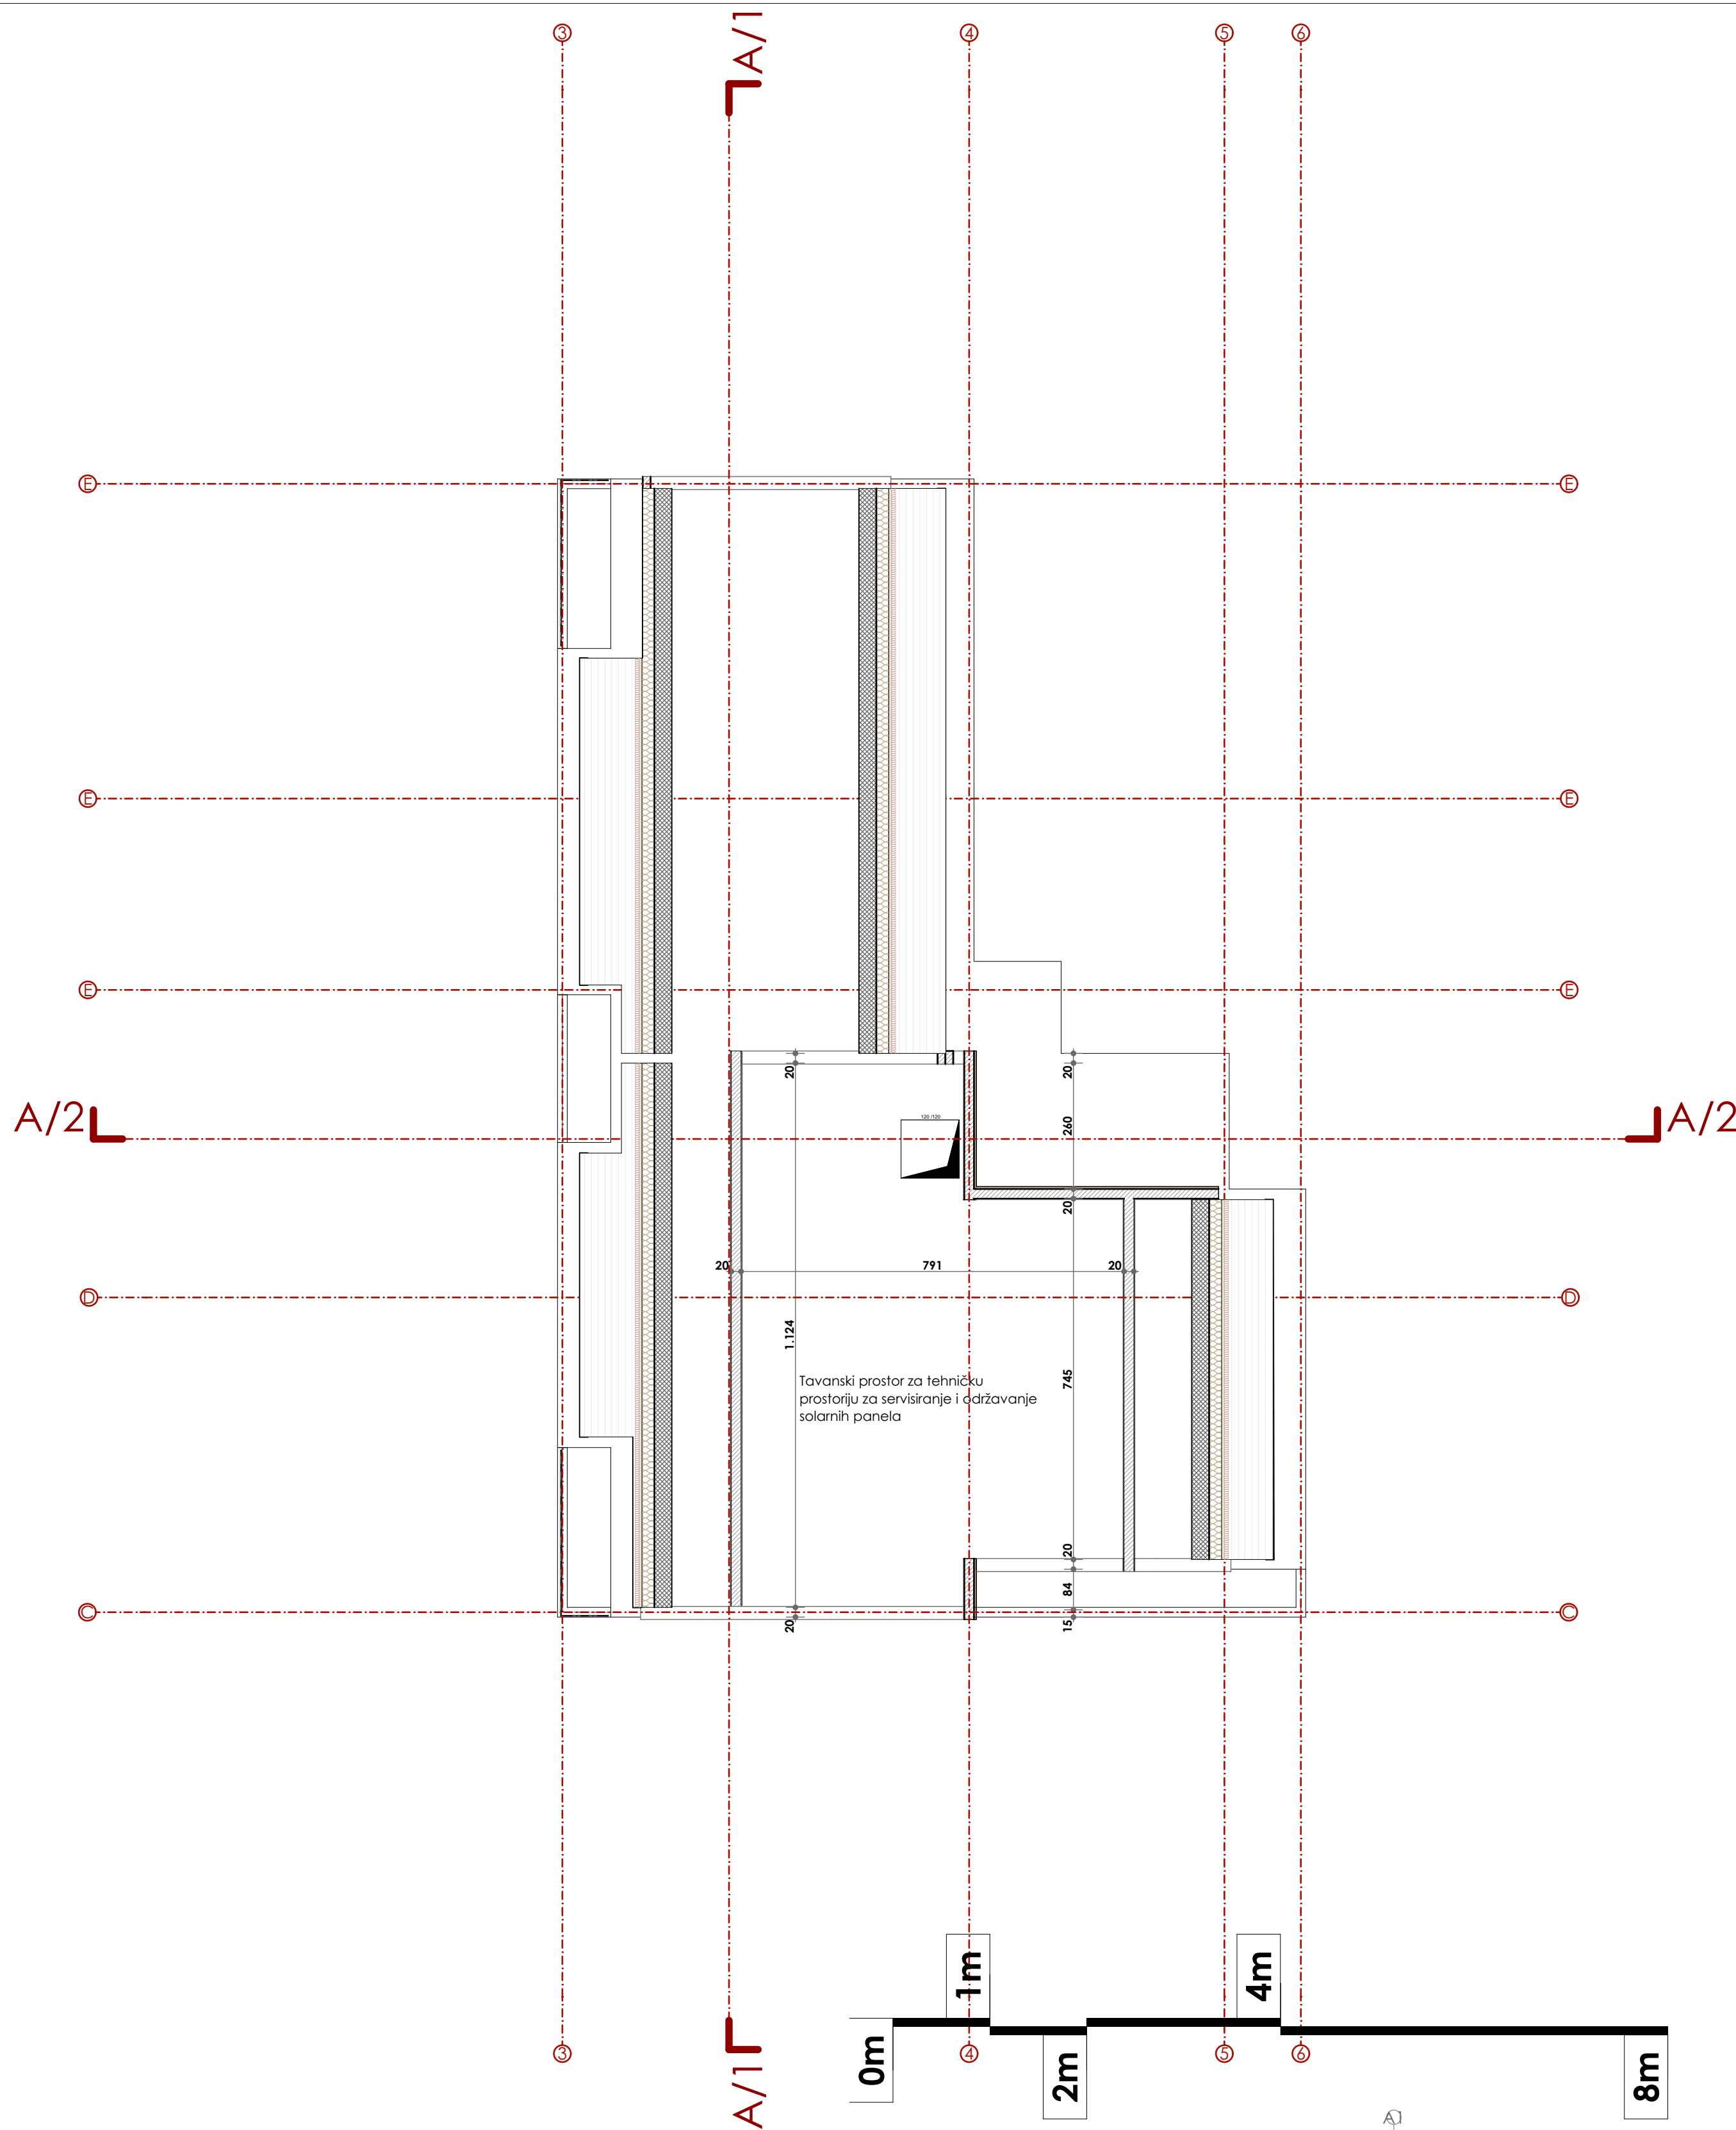 3
A/1
4
5
6
E
E
E
E
E
E
20
20
120 /120
260
A/2
A/2
20
20
791
20
D
D
1.124
745
Tavanski prostor za tehničku
prostoriju za servisiranje i održavanje
solarnih panela
20
84
C
20
15
C
1m
4m
0m
2m
8m
3
4
5
6
A/1